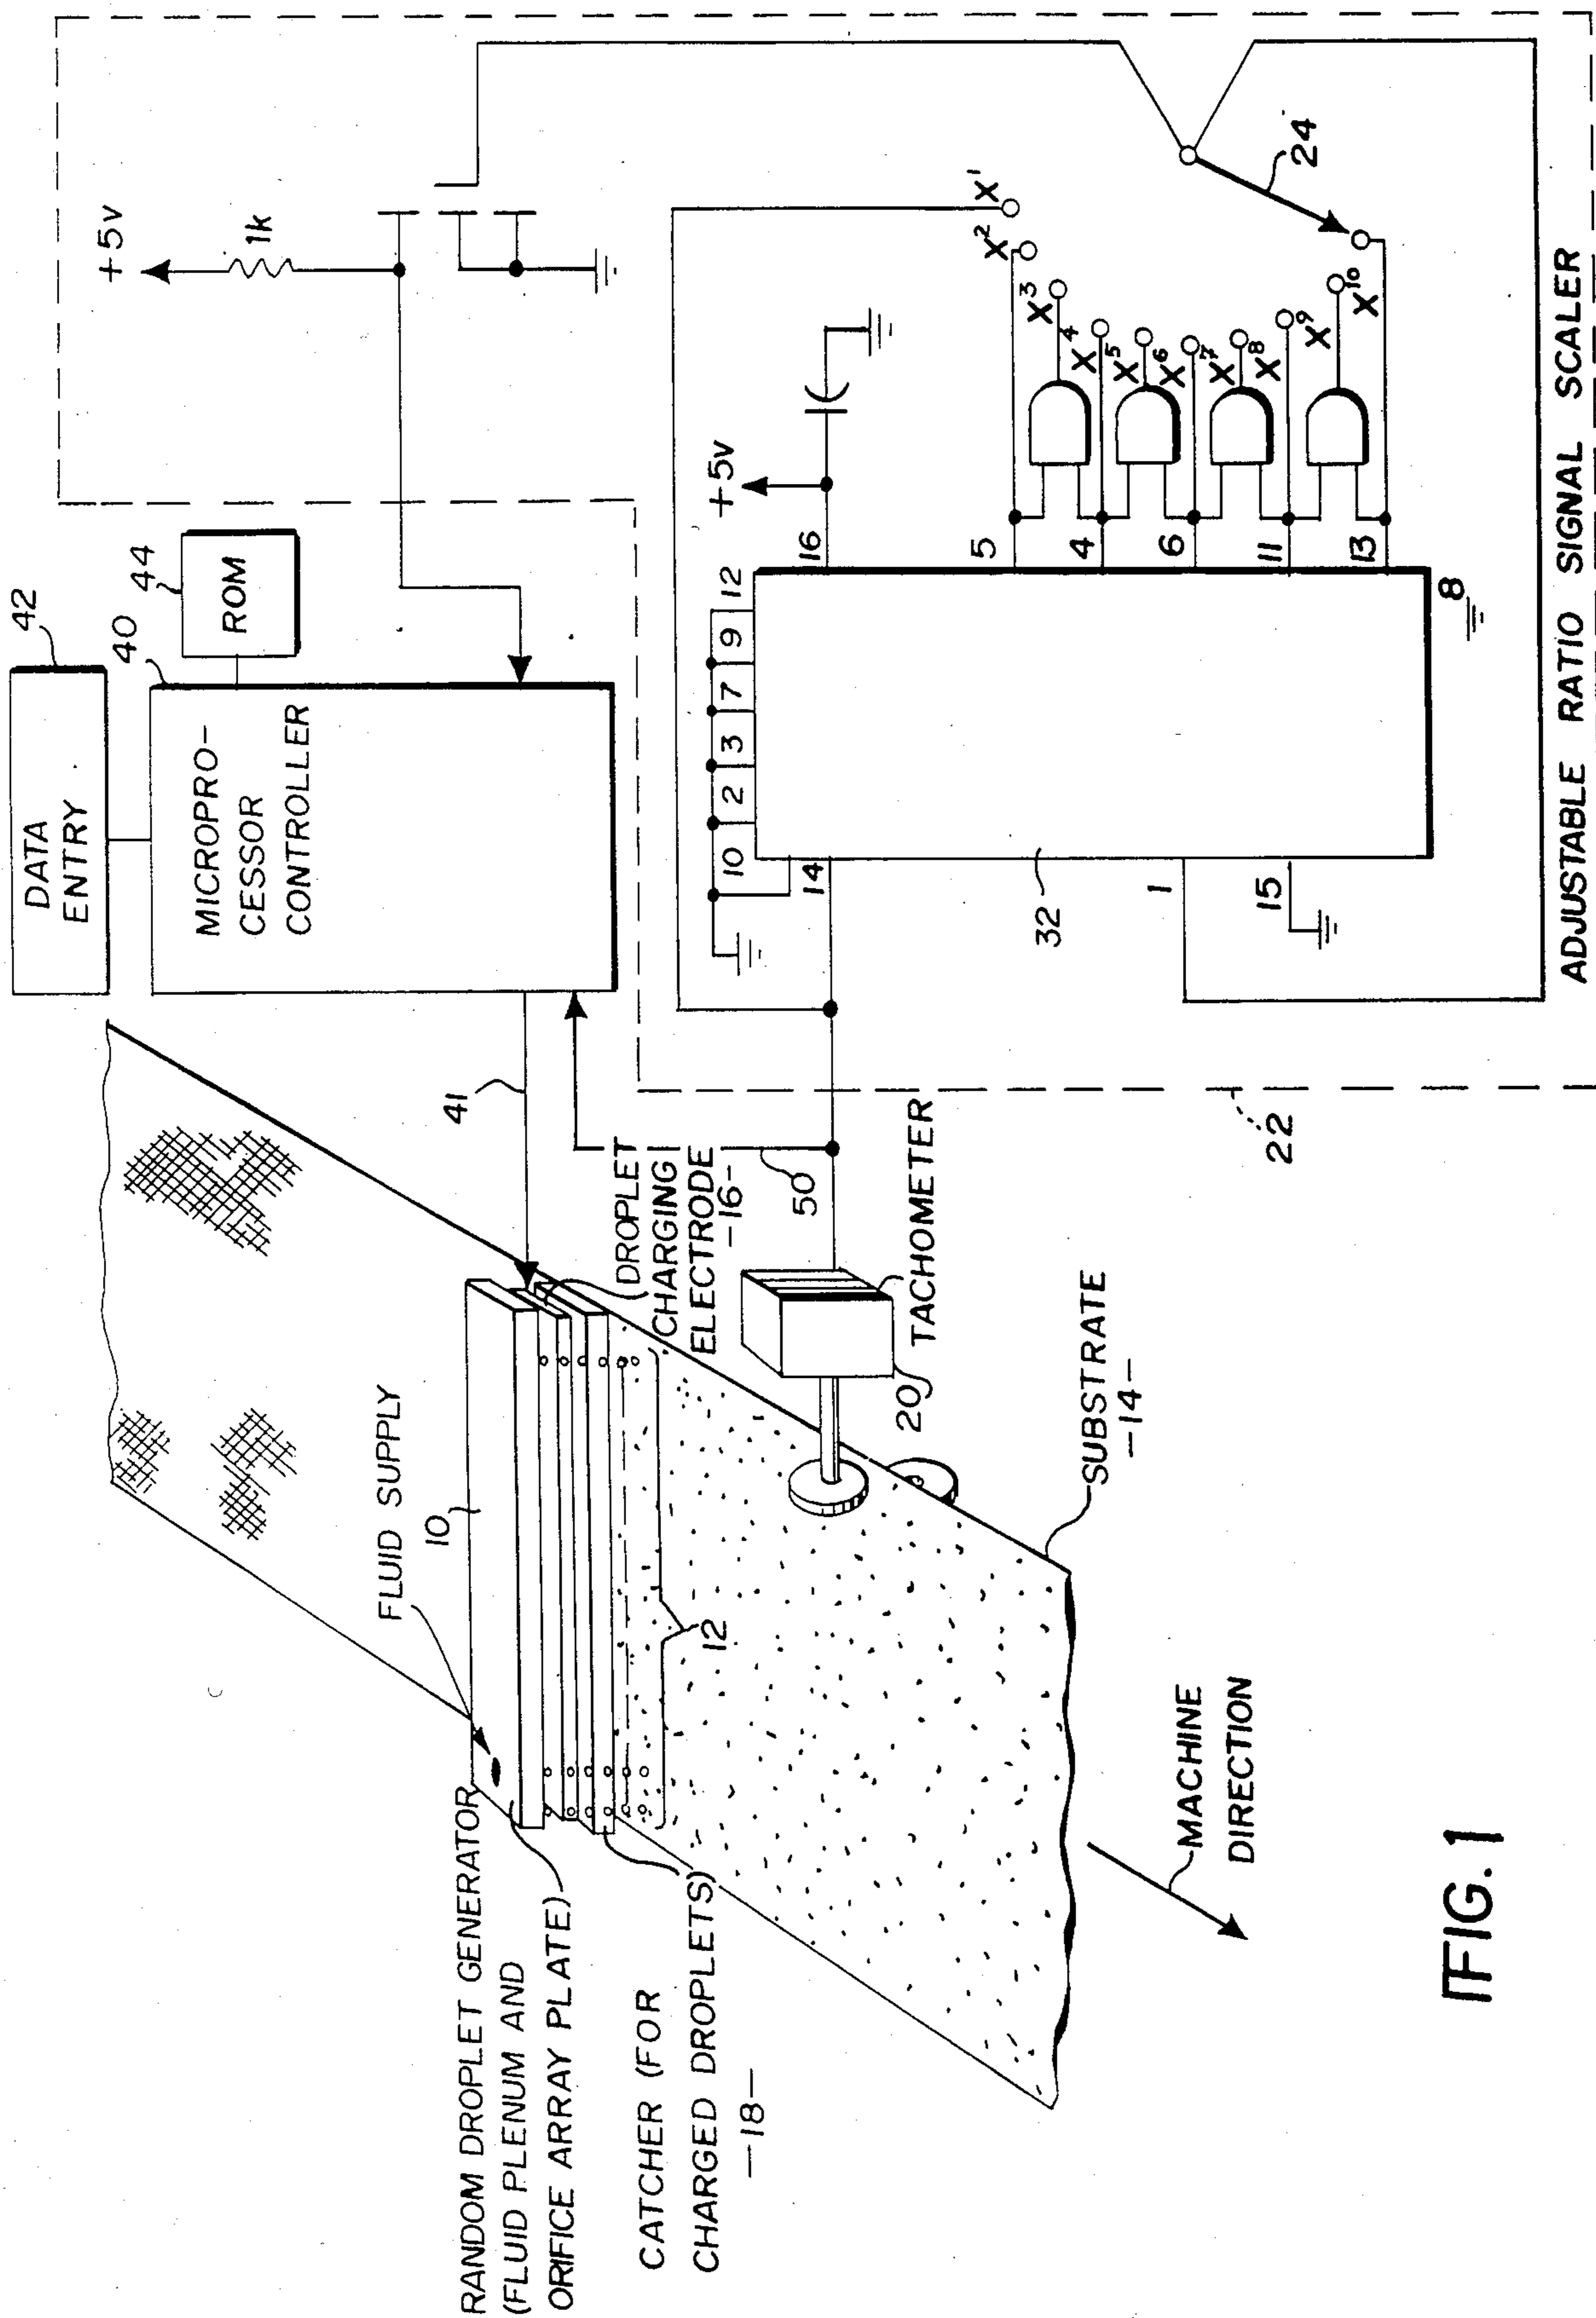 DATA
ENTRY
42
MICROPRO-
CESSOR
CONTROLLER
40
ROM
44
41
+5v
1k
FLUID SUPPLY
10
RANDOM DROPLET GENERATOR
(FLUID PLENUM AND
ORIFICE ARRAY PLATE)
CATCHER (FOR
CHARGED DROPLETS)
-18-
12
DROPLET
CHARGING
ELECTRODE
-16-
50
TACHOMETER
20
SUBSTRATE
-14-
MACHINE
DIRECTION
22
10 2 3 7 9 12
14
16
+5v
5
4
6
11
13
8
1
15
32
X1
X2
X3
X4
X5
X6
X7
X8
X9
X10
24
ADJUSTABLE RATIO SIGNAL SCALER
FIG. 1